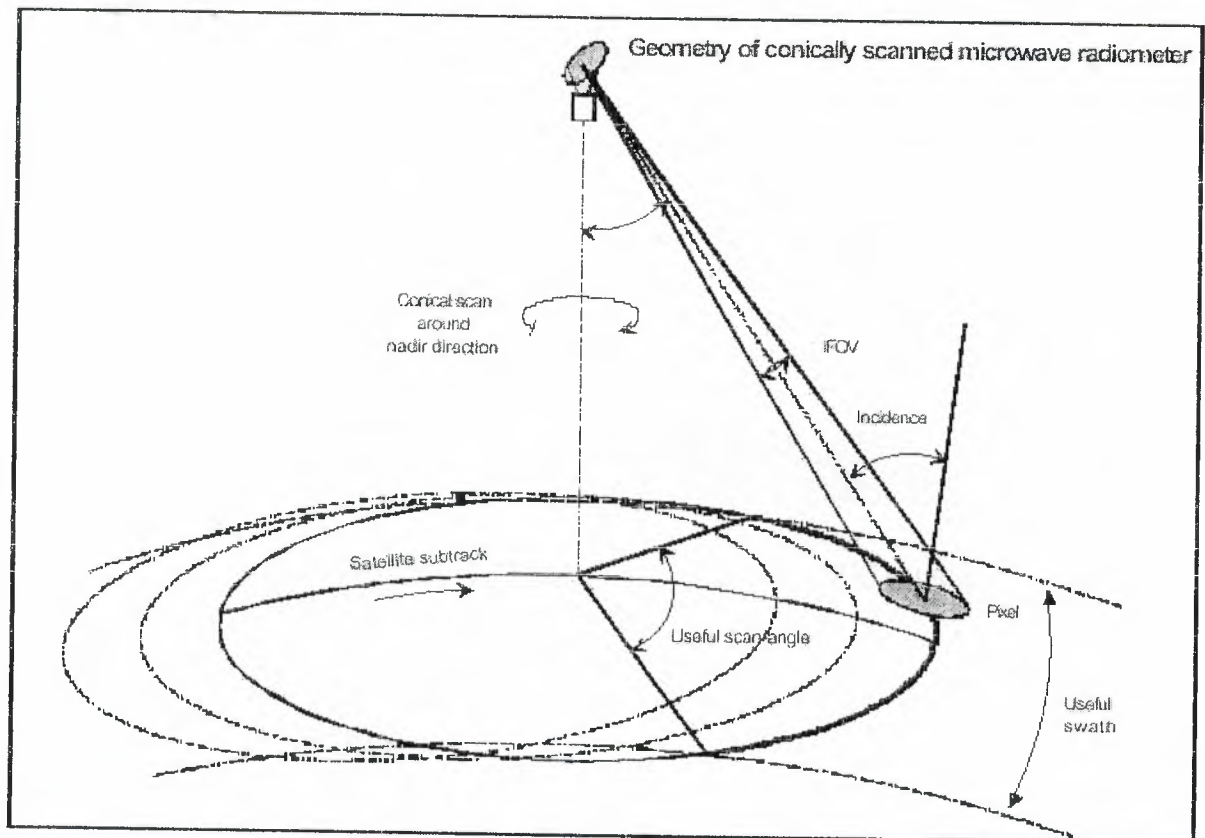 Geometry of conically scanned microwave radiometer
Conical scan
around
nadir direction
IFOV
Incidence
Satellite subtrack
Useful scan angle
Pixel
Useful
swath